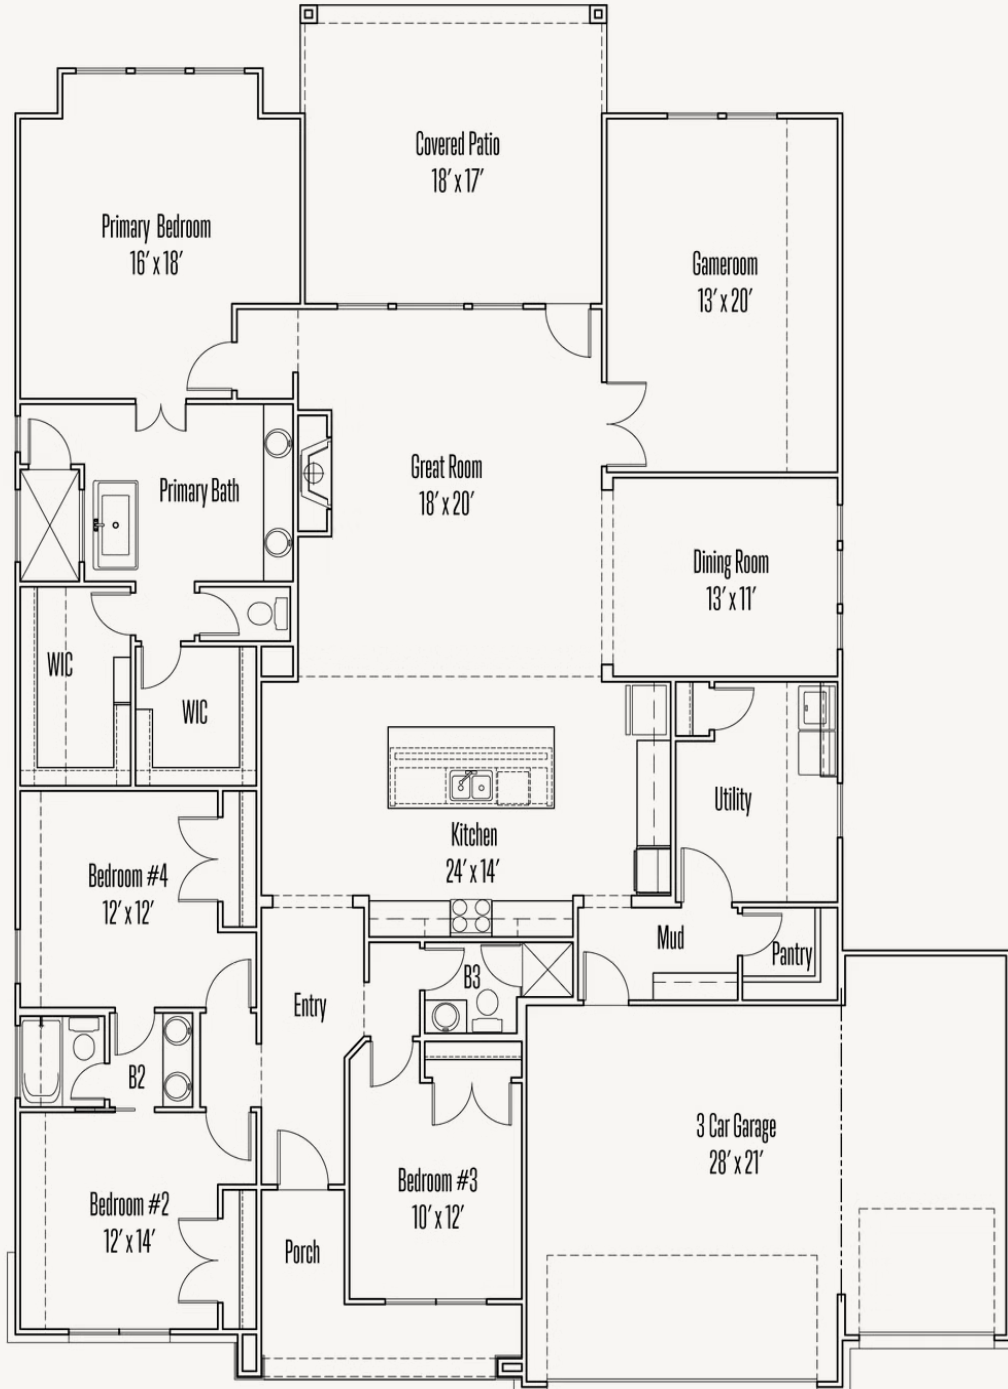 Covered Patio
18' x 17'
Primary Bedroom
16' x 18'
Gameroom
13' x 20'
Great Room
18' x 20'
Primary Bath
Dining Room
13' x 11'
WIC
WIC
Utility
Kitchen
24' x 14'
Bedroom #4
12' x 12'
Mud
Pantry
B3
Entry
B2
3 Car Garage
28' x 21'
Bedroom #3
10' x 12'
Bedroom #2
12' x 14'
Porch